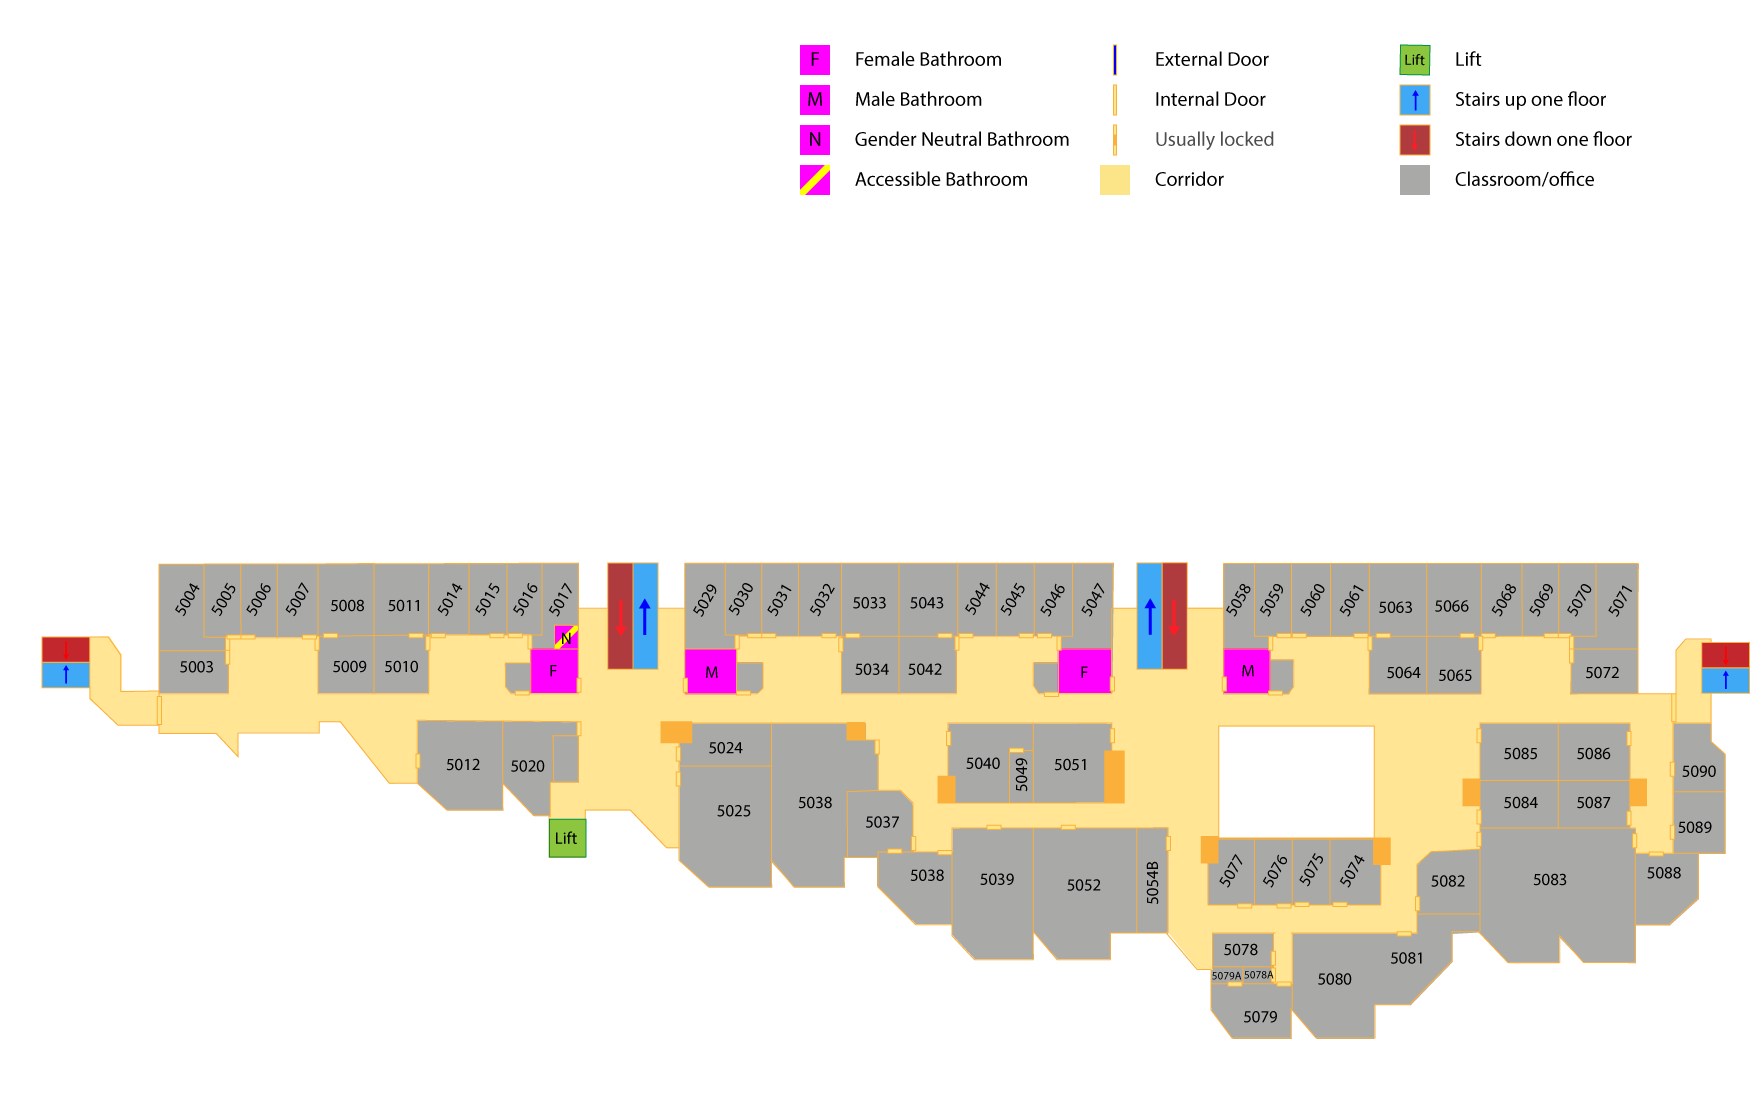 F Female Bathroom External Door Lift Lift
M Male Bathroom Internal Door Stairs up one floor
N Gender Neutral Bathroom Usually locked Stairs down one floor
Accessible Bathroom Corridor Classroom/office
5004 5005 5006 5007 5008 5011 5014 5015 5016 5017 5029 5030 5031 5032 5033 5043 5044 5045 5046 5047 5058 5059 5060 5061 5063 5066 5068 5069 5070 5071
N
5003 5009 5010 F M 5034 5042 F M 5064 5065 5072
5012 5020 5024 5040 5049 5051 5085 5086 5090
5025 5038 5037 5084 5087 5089
Lift
5038 5039 5052 5054B 5077 5076 5075 5074 5082 5083 5088
5078 5081
5079A 5078A 5080
5079